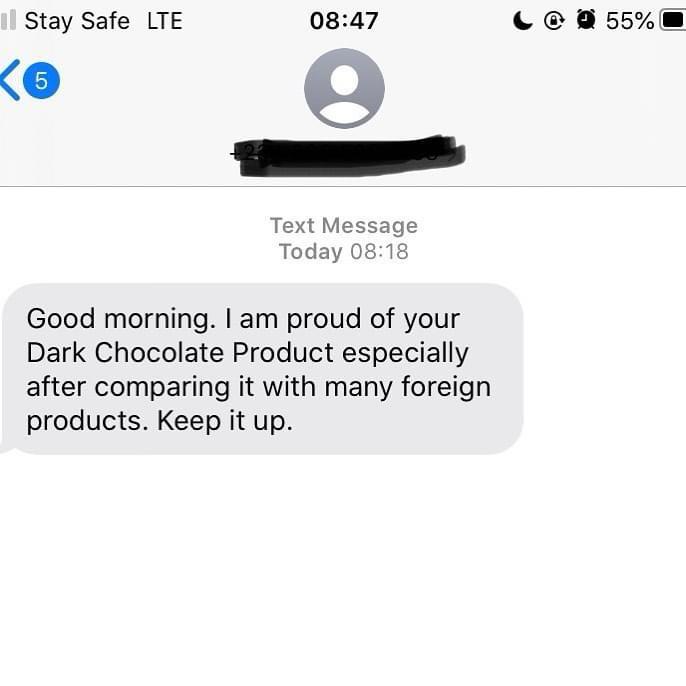 Stay Safe LTE 08:47 55%
5
Text Message
Today 08:18
Good morning. I am proud of your
Dark Chocolate Product especially
after comparing it with many foreign
products. Keep it up.